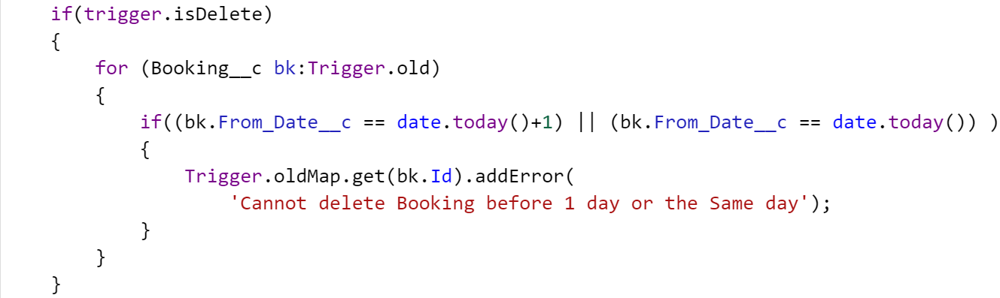 if(trigger.isDelete)
{
for (Booking__c bk:Trigger.old)
{
if((bk.From_Date__c == date.today()+1) || (bk.From_Date__c == date.today()) )
{
Trigger.oldMap.get(bk.Id).addError(
'Cannot delete Booking before 1 day or the Same day');
}
}
}